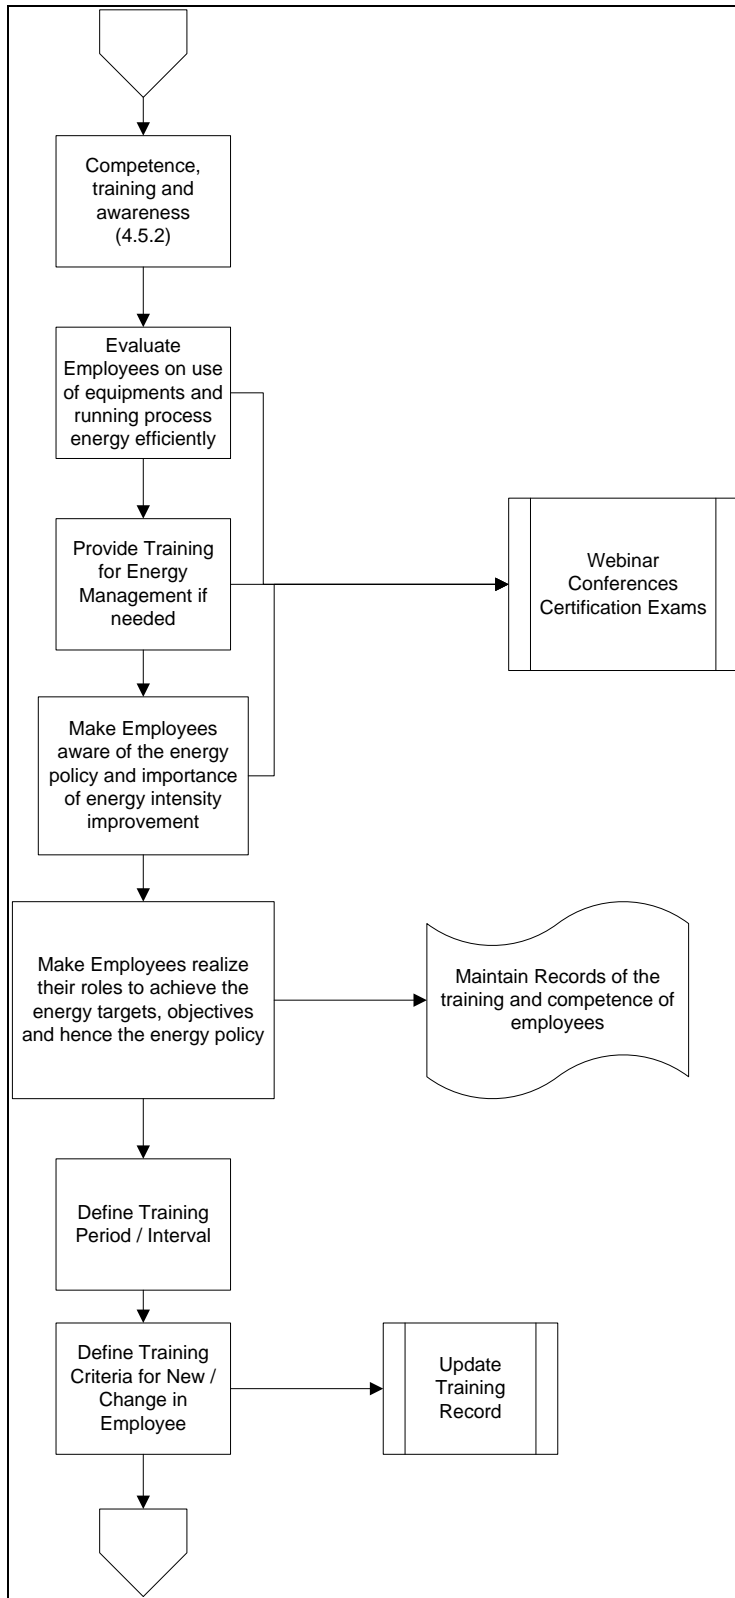 Competence,
training and
awareness
(4.5.2)
Evaluate
Employees on use
of equipments and
running process
energy efficiently
Provide Training
for Energy
Management if
needed
Webinar
Conferences
Certification Exams
Make Employees
aware of the energy
policy and importance
of energy intensity
improvement
Make Employees realize
their roles to achieve the
energy targets, objectives
and hence the energy policy
Maintain Records of the
training and competence of
employees
Define Training
Period / Interval
Define Training
Criteria for New /
Change in
Employee
Update
Training
Record